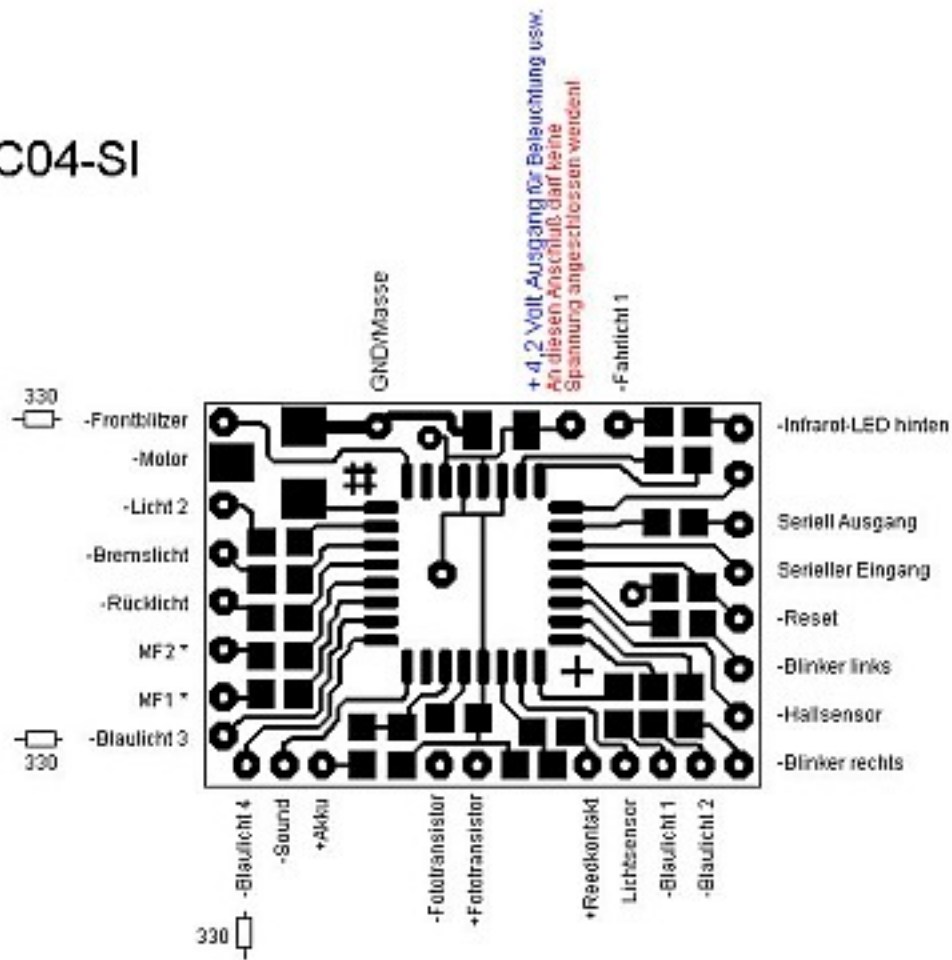 C04-SI
+ 4,2 Volt Ausgang für Beleuchtung usw.
An diesen Anschluß darf keine
Spannung angeschlossen werden!
GND/Masse
-Fahrlicht 1
330
-Frontblitzer
-Motor
-Licht 2
-Bremslicht
-Rücklicht
MF2 *
MF1 *
-Blaulicht 3
330
-Infrarot-LED hinten
Seriell Ausgang
Serieller Eingang
-Reset
-Blinker links
-Hallsensor
-Blinker rechts
#
+
-Blaulicht 4
-Sound
+Akku
-Fototransistor
+Fototransistor
+Reedkontakt
Lichtsensor
-Blaulicht 1
-Blaulicht 2
330